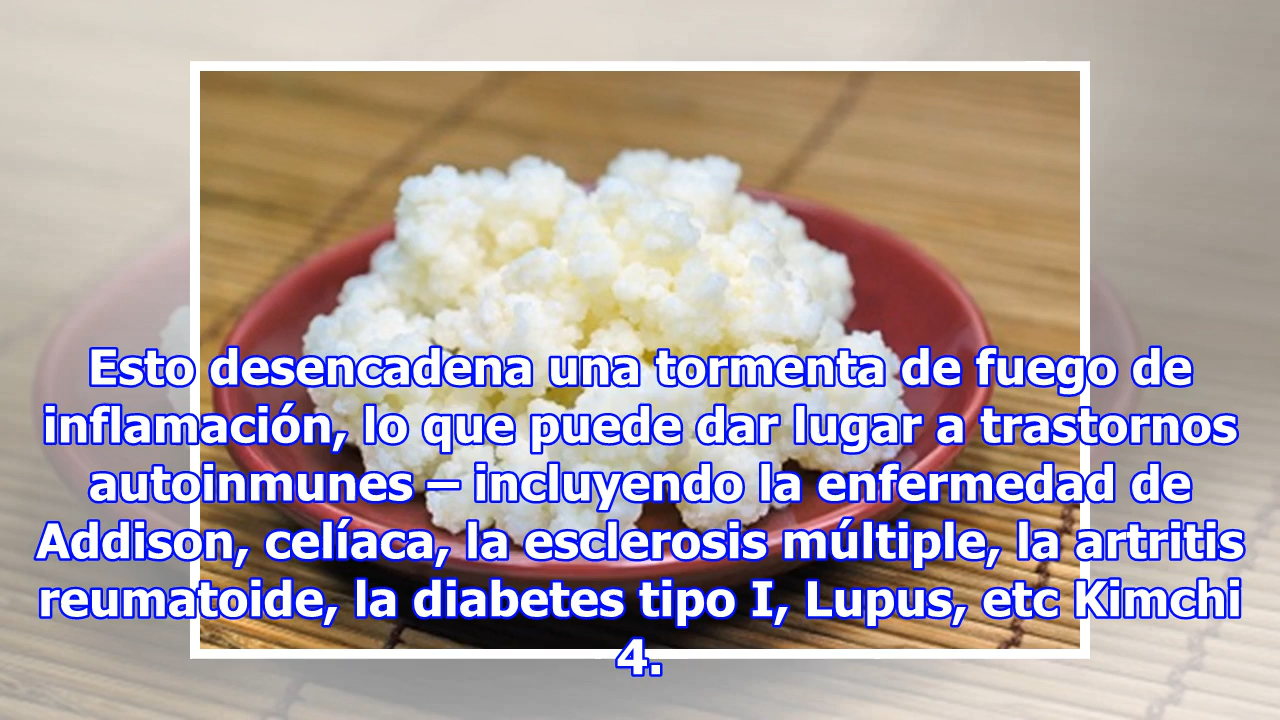 Esto desencadena una tormenta de fuego de
inflamación, lo que puede dar lugar a trastornos
autoinmunes – incluyendo la enfermedad de
Addison, celíaca, la esclerosis múltiple, la artritis
reumatoide, la diabetes tipo I, Lupus, etc Kimchi
4.